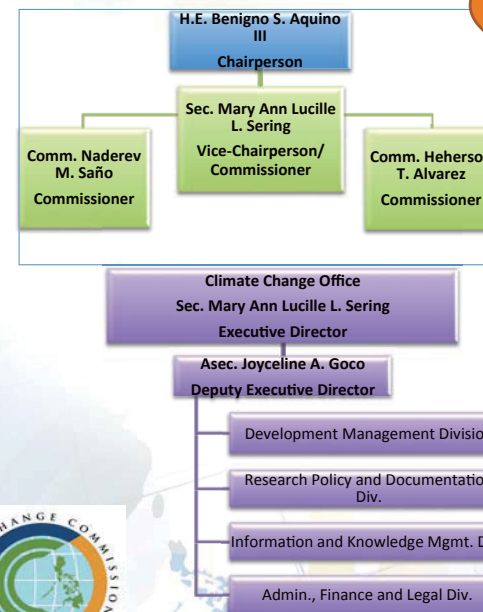 H.E. Benigno S. Aquino
III
Chairperson
Sec. Mary Ann Lucille
L. Sering
Vice-Chairperson/
Commissioner
Comm. Naderev
M. Saño
Commissioner
Comm. Heherso
T. Alvarez
Commissioner
Climate Change Office
Sec. Mary Ann Lucille L. Sering
Executive Director
Asec. Joyceline A. Goco
Deputy Executive Director
Development Management Divisio
Research Policy and Documentatio
Div.
Information and Knowledge Mgmt. D
Admin., Finance and Legal Div.
HANGE COMMISSION